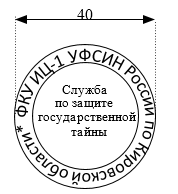 40
* ФКУ ИЦ-1 УФСИН России по Кировской области
Служба
по защите
государственной
тайны